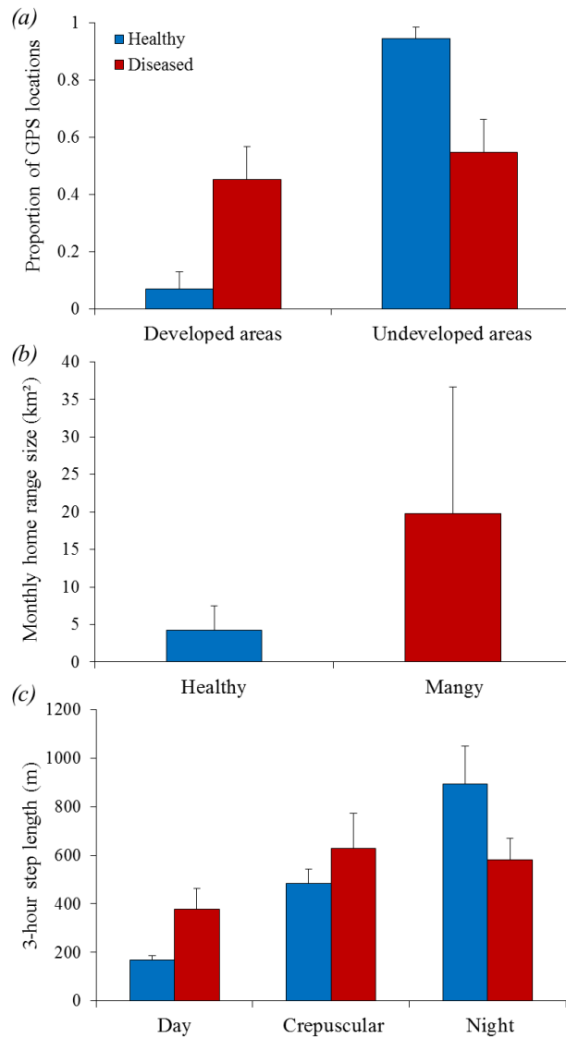 (a)
Proportion of GPS locations
1
0.8
0.6
0.4
0.2
0
Healthy
Diseased
Developed areas Undeveloped areas
(b)
Monthly home range size (km²)
40
35
30
25
20
15
10
5
0
Healthy Mangy
(c)
3-hour step length (m)
1200
1000
800
600
400
200
0
Day Crepuscular Night